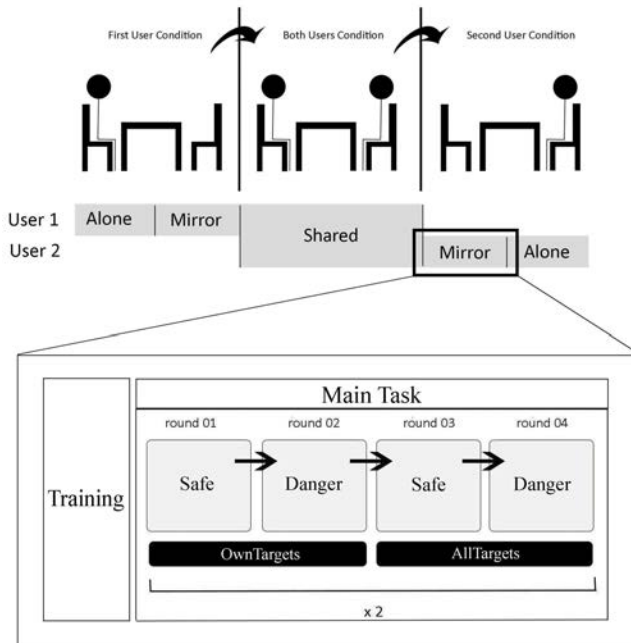 First User Condition Both Users Condition Second User Condition
User 1 Alone Mirror
Shared
User 2 Mirror Alone
Main Task
round 01 round 02 round 03 round 04
Training Safe Danger Safe Danger
OwnTargets AllTargets
x 2